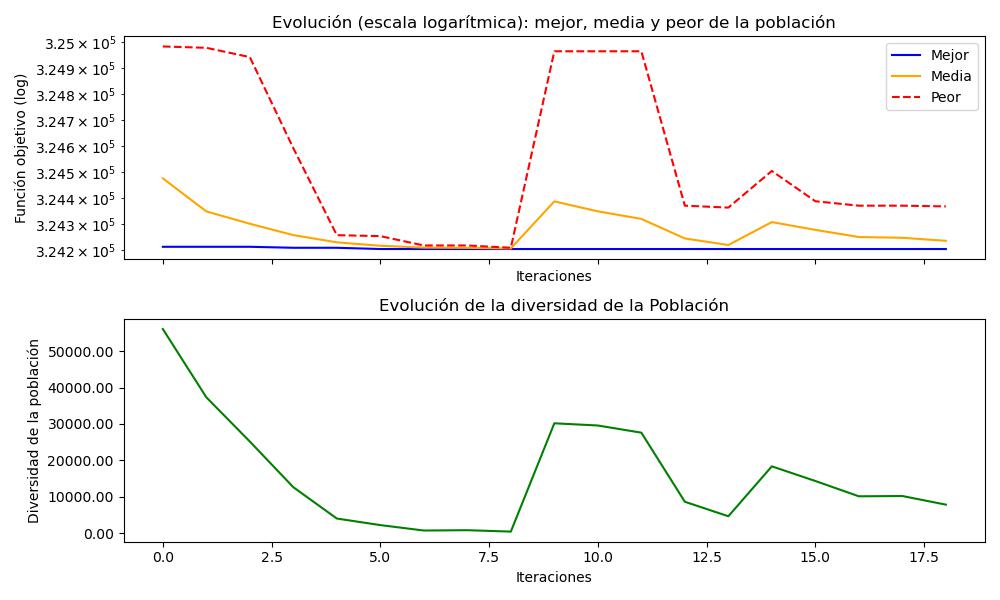 Evolución (escala logarítmica): mejor, media y peor de la población
3.25 × 10⁵
3.249 × 10⁵
3.248 × 10⁵
3.247 × 10⁵
3.246 × 10⁵
3.245 × 10⁵
3.244 × 10⁵
3.243 × 10⁵
3.242 × 10⁵
Función objetivo (log)
Mejor
Media
Peor
Iteraciones
Evolución de la diversidad de la Población
50000.00
40000.00
30000.00
20000.00
10000.00
0.00
Diversidad de la población
0.0 2.5 5.0 7.5 10.0 12.5 15.0 17.5
Iteraciones